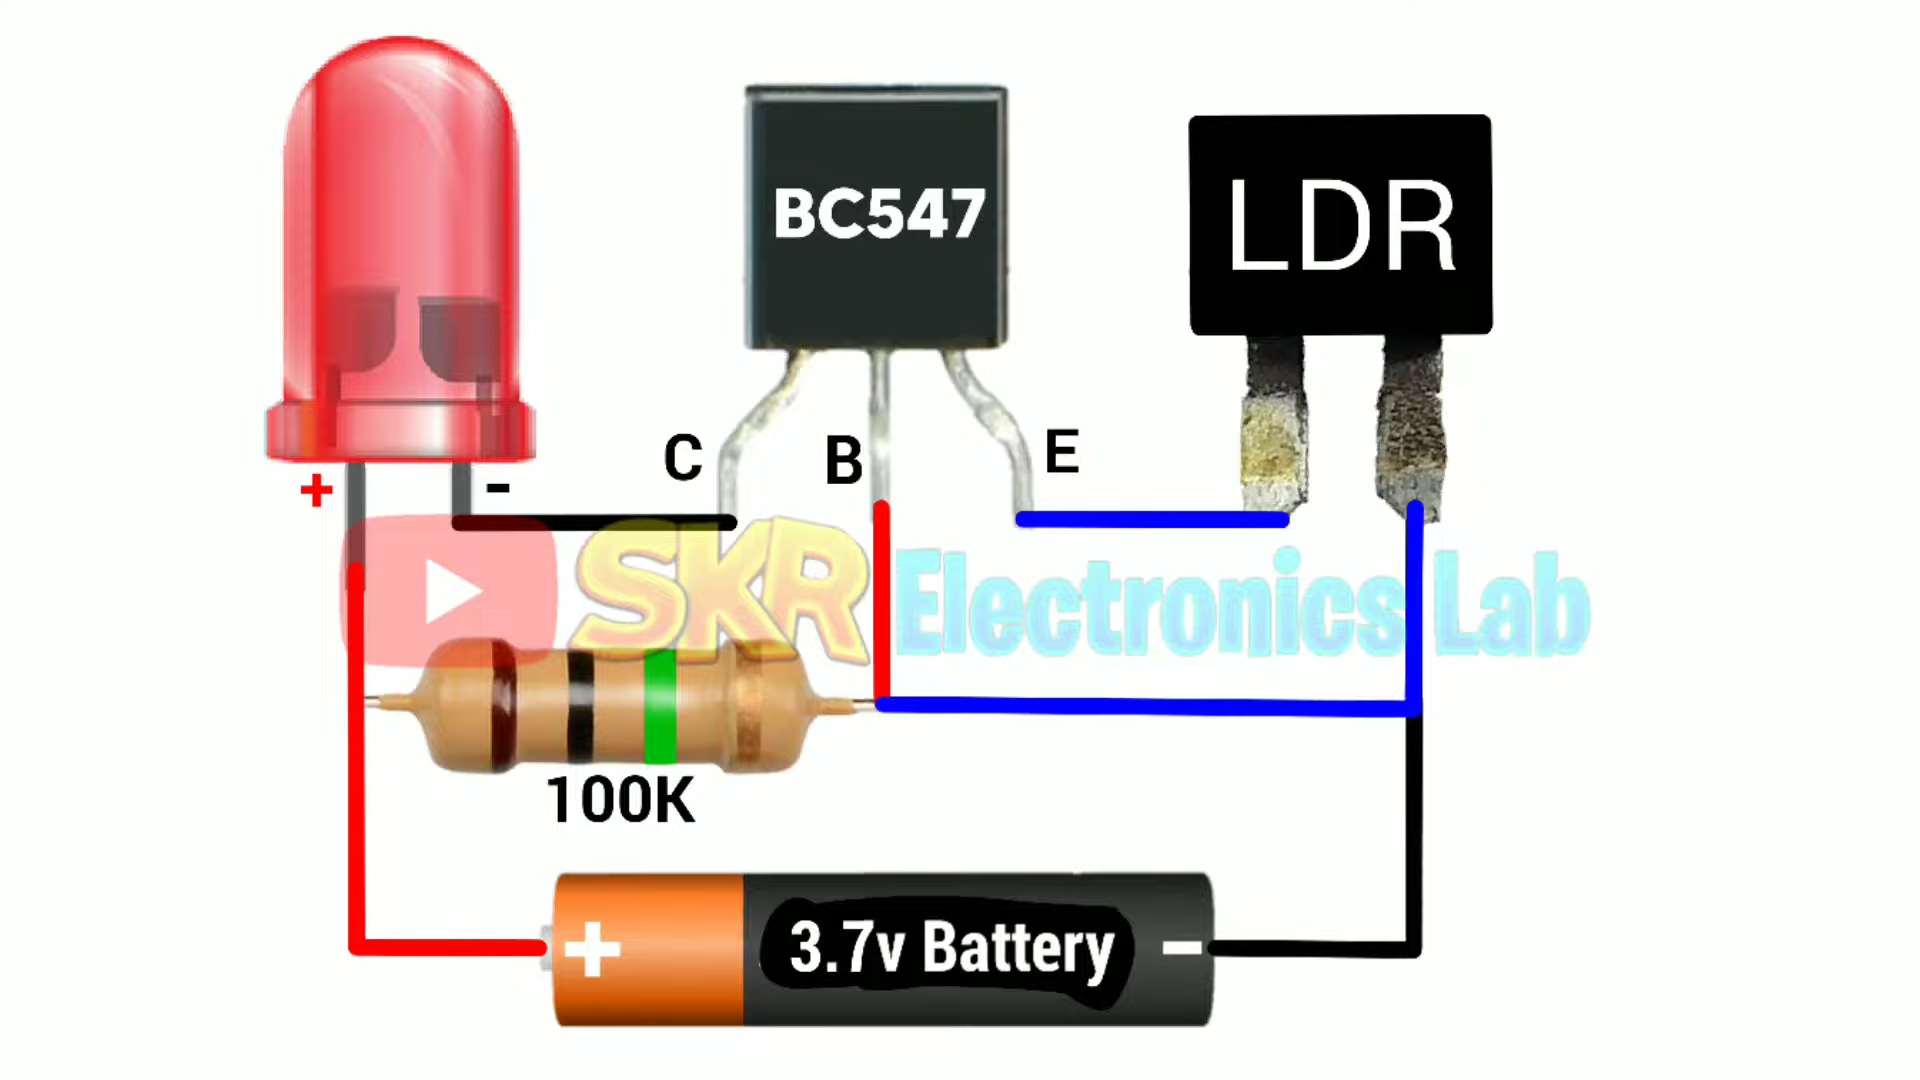 BC547
LDR
C
B
E
+
-
SKR Electronics Lab
100K
+
3.7v Battery
-